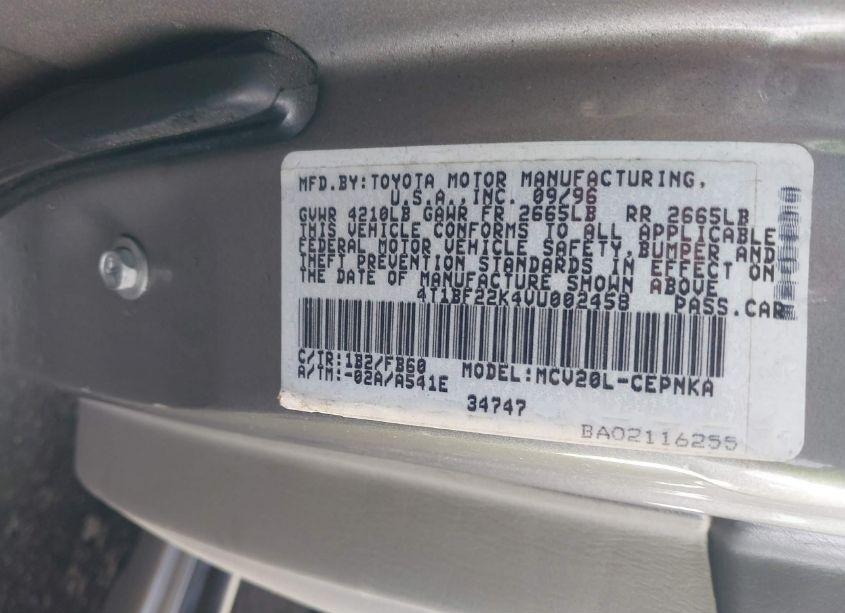 MFD.BY:TOYOTA MOTOR MANUFACTURING,
U.S.A.,INC. 09/96
GVWR 4210LB GAWR FR 2665LB RR 2665LB
THIS VEHICLE CONFORMS TO ALL APPLICABLE
FEDERAL MOTOR VEHICLE SAFETY,BUMPER,AND
THEFT PREVENTION STANDARDS IN EFFECT ON
THE DATE OF MANUFACTURE SHOWN ABOVE.
4T1BF22K4VU002458 PASS.CAR
C/TR:1B2/FB60 MODEL:MCV20L-CEPNKA
A/TM:-02A/A541E
34747
BA02116255